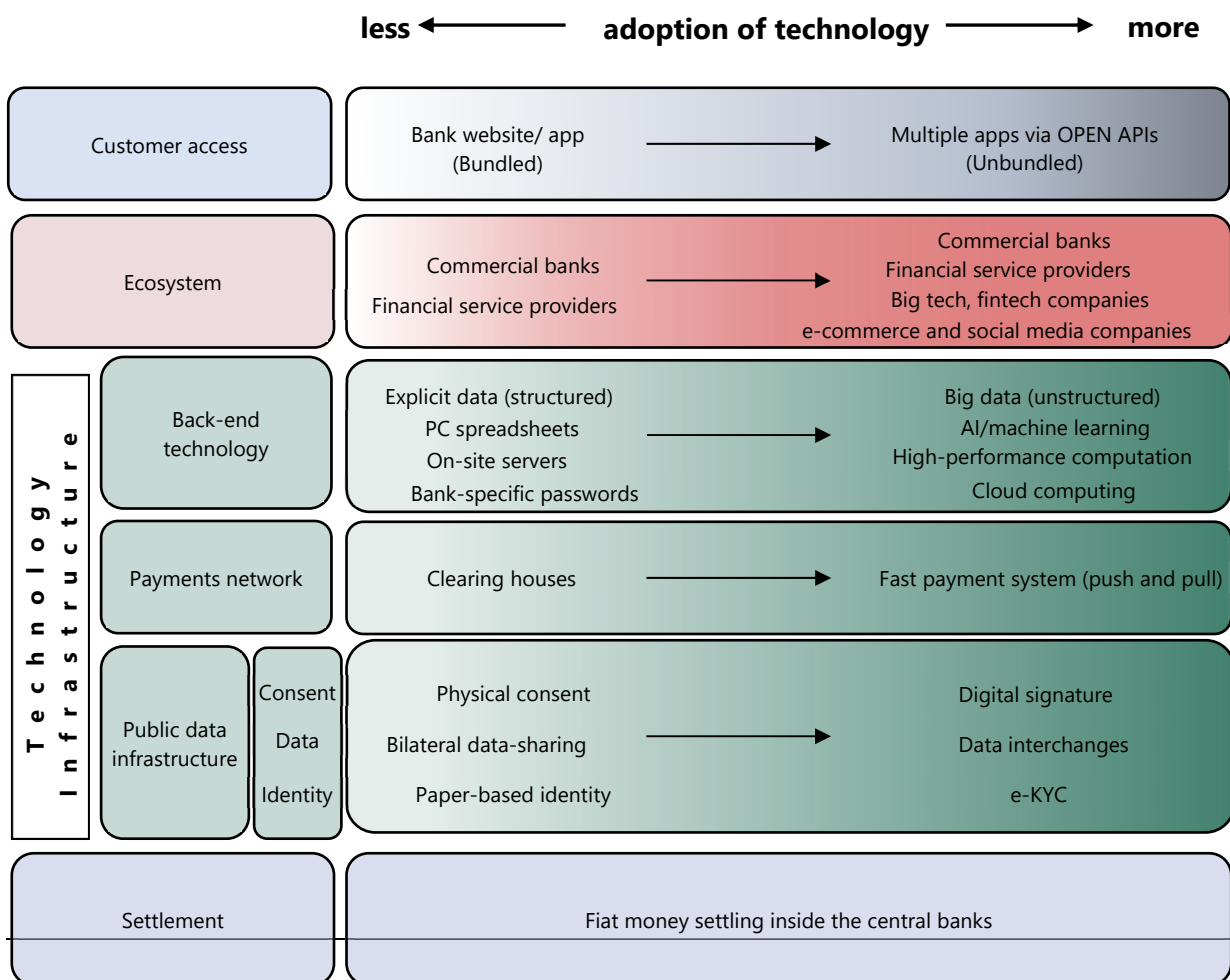 less adoption of technology more
Customer access
Bank website/ app
(Bundled)
Multiple apps via OPEN APIs
(Unbundled)
Ecosystem
Commercial banks
Financial service providers
Commercial banks
Financial service providers
Big tech, fintech companies
e-commerce and social media companies
Technology
Infrastructure
Back-end
technology
Explicit data (structured)
PC spreadsheets
On-site servers
Bank-specific passwords
Big data (unstructured)
AI/machine learning
High-performance computation
Cloud computing
Payments network
Clearing houses
Fast payment system (push and pull)
Public data
infrastructure
Consent
Data
Identity
Physical consent
Bilateral data-sharing
Paper-based identity
Digital signature
Data interchanges
e-KYC
Settlement
Fiat money settling inside the central banks